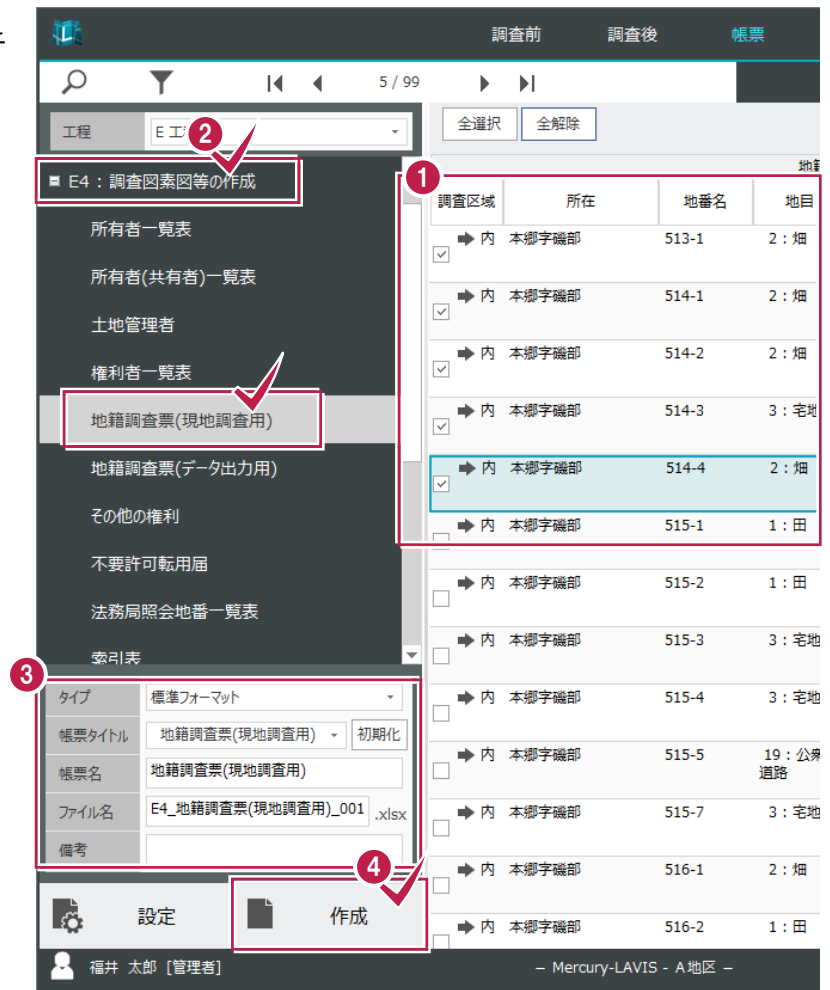 調査前 調査後 帳票
5 / 99
工程
全選択 全解除
2
E4：調査図素図等の作成
1
調査区域 所在 地番名 地目
所有者一覧表
内 本郷字磯部 513-1 2：畑
所有者(共有者)一覧表
内 本郷字磯部 514-1 2：畑
土地管理者
内 本郷字磯部 514-2 2：畑
権利者一覧表
地籍調査票(現地調査用)
内 本郷字磯部 514-3 3：宅地
地籍調査票(データ出力用)
内 本郷字磯部 514-4 2：畑
その他の権利
内 本郷字磯部 515-1 1：田
不要許可転用届
内 本郷字磯部 515-2 1：田
法務局照会地番一覧表
内 本郷字磯部 515-3 3：宅地
索引表
3
タイプ 標準フォーマット
内 本郷字磯部 515-4 3：宅地
帳票タイトル 地籍調査票(現地調査用) 初期化
帳票名 地籍調査票(現地調査用)
内 本郷字磯部 515-5 19：公衆
道路
ファイル名 E4_地籍調査票(現地調査用)_001 .xlsx
内 本郷字磯部 515-7 3：宅地
備考
4
内 本郷字磯部 516-1 2：畑
設定 作成
内 本郷字磯部 516-2 1：田
福井 太郎 [管理者]
– Mercury-LAVIS - A地区 –